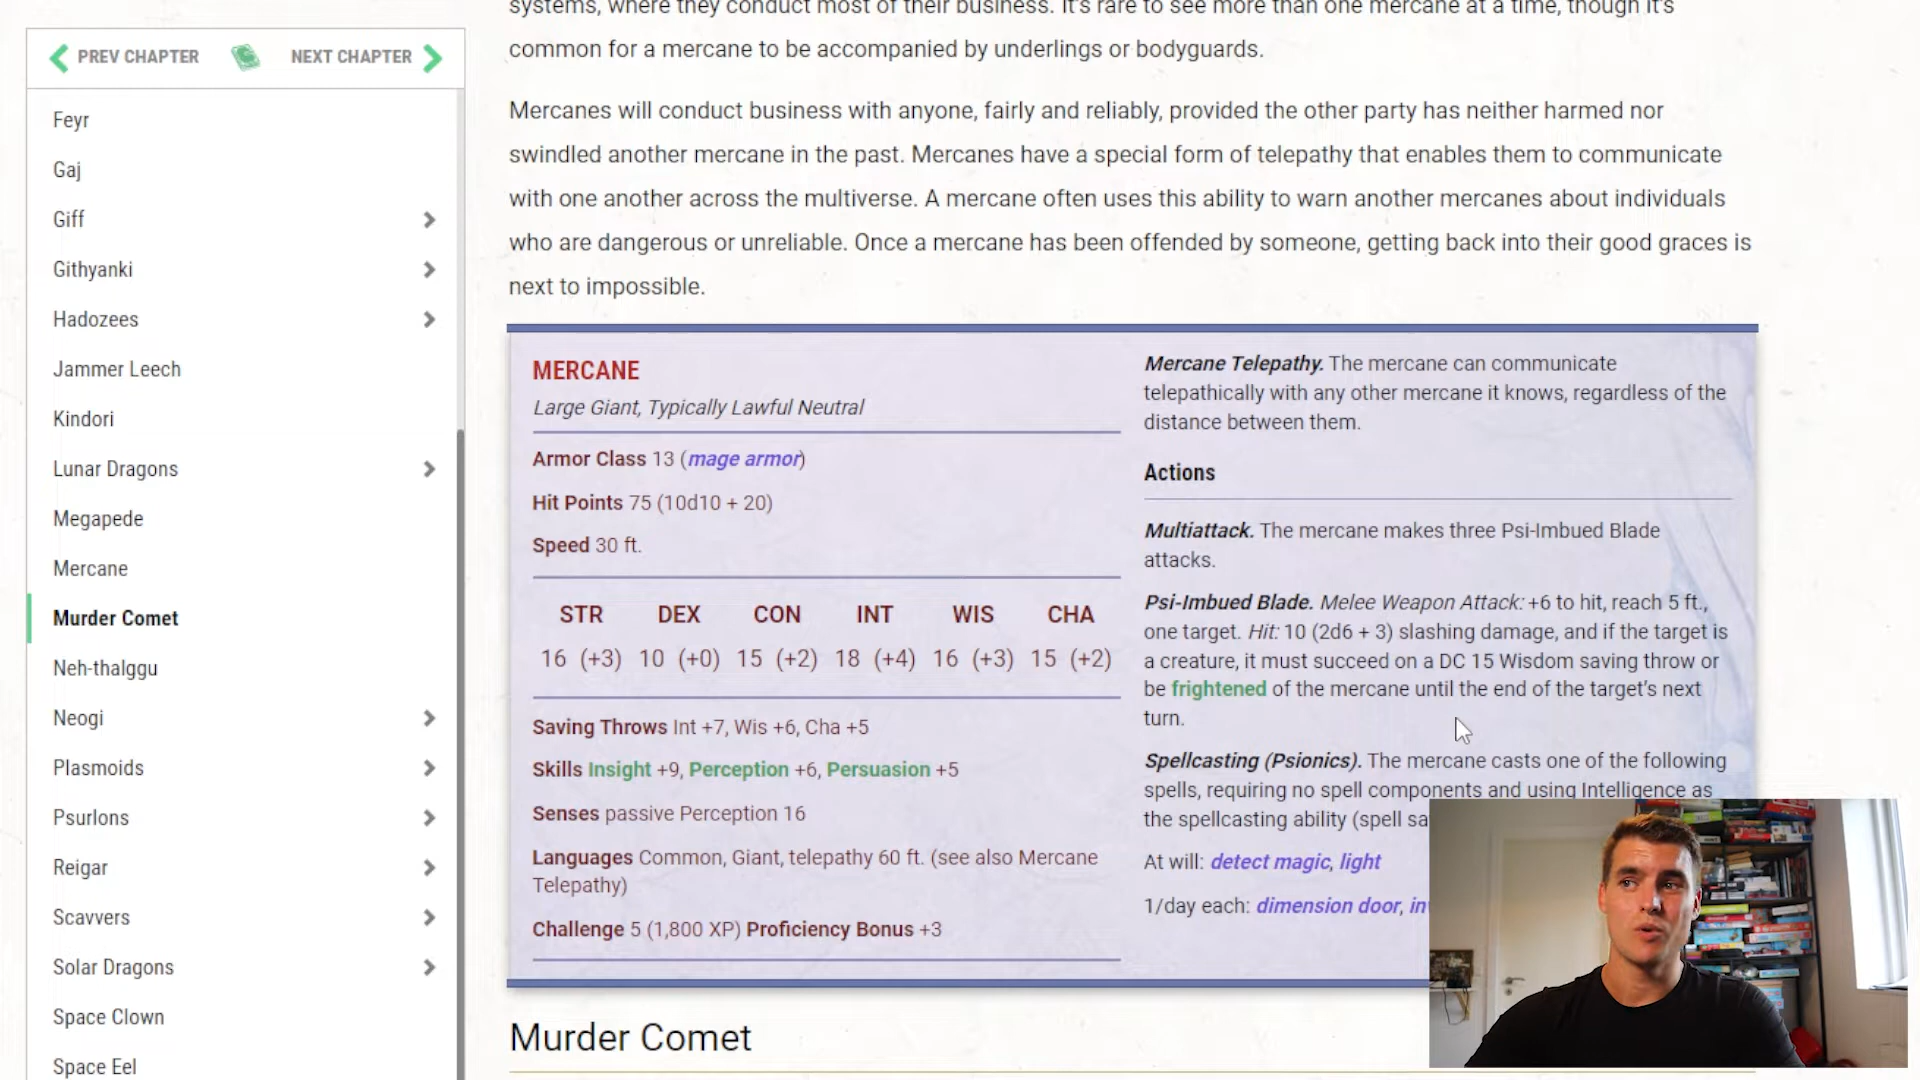 PREV CHAPTER
NEXT CHAPTER
Feyr
Gaj
Giff
Githyanki
Hadozees
Jammer Leech
Kindori
Lunar Dragons
Megapede
Mercane
Murder Comet
Neh-thalggu
Neogi
Plasmoids
Psurlons
Reigar
Scavvers
Solar Dragons
Space Clown
Space Eel
systems, where they conduct most of their business. It's rare to see more than one mercane at a time, though it's
common for a mercane to be accompanied by underlings or bodyguards.
Mercanes will conduct business with anyone, fairly and reliably, provided the other party has neither harmed nor
swindled another mercane in the past. Mercanes have a special form of telepathy that enables them to communicate
with one another across the multiverse. A mercane often uses this ability to warn another mercanes about individuals
who are dangerous or unreliable. Once a mercane has been offended by someone, getting back into their good graces is
next to impossible.
MERCANE
Large Giant, Typically Lawful Neutral
Armor Class 13 (mage armor)
Hit Points 75 (10d10 + 20)
Speed 30 ft.
STR DEX CON INT WIS CHA
16 (+3) 10 (+0) 15 (+2) 18 (+4) 16 (+3) 15 (+2)
Saving Throws Int +7, Wis +6, Cha +5
Skills Insight +9, Perception +6, Persuasion +5
Senses passive Perception 16
Languages Common, Giant, telepathy 60 ft. (see also Mercane
Telepathy)
Challenge 5 (1,800 XP) Proficiency Bonus +3
Mercane Telepathy. The mercane can communicate
telepathically with any other mercane it knows, regardless of the
distance between them.
Actions
Multiattack. The mercane makes three Psi-Imbued Blade
attacks.
Psi-Imbued Blade. Melee Weapon Attack: +6 to hit, reach 5 ft.,
one target. Hit: 10 (2d6 + 3) slashing damage, and if the target is
a creature, it must succeed on a DC 15 Wisdom saving throw or
be frightened of the mercane until the end of the target's next
turn.
Spellcasting (Psionics). The mercane casts one of the following
spells, requiring no spell components and using Intelligence as
the spellcasting ability (spell sa
At will: detect magic, light
1/day each: dimension door, in
Murder Comet